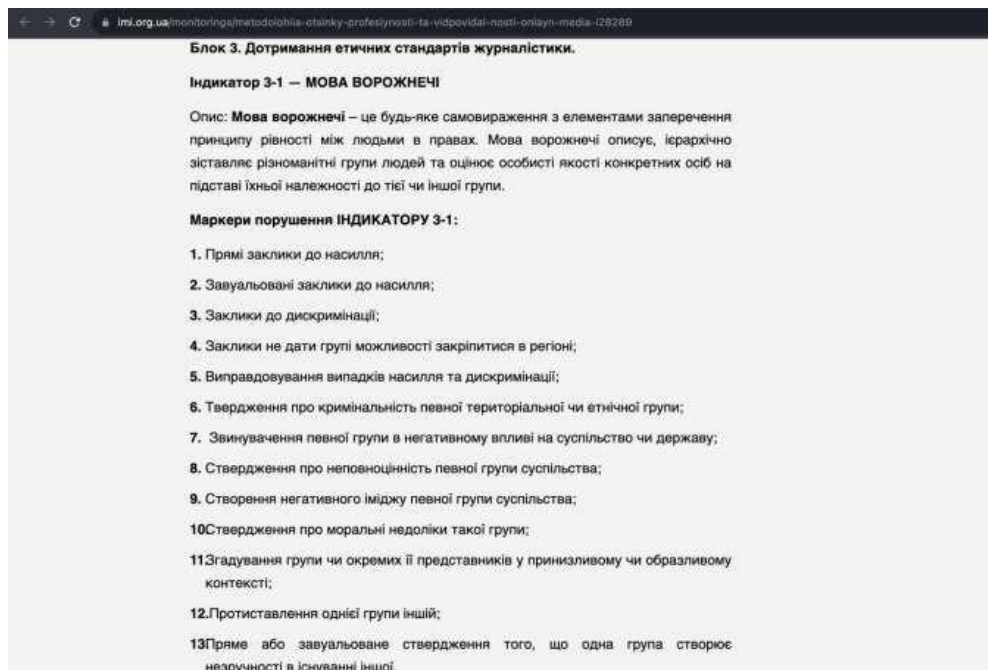 imi.org.ua/monitorings/metodolohiia-otsinky-profesiynosti-ta-vidpovidal-nosti-onlayn-media-i28289
Блок 3. Дотримання етичних стандартів журналістики.
Індикатор 3-1 — МОВА ВОРОЖНЕЧІ
Опис: Мова ворожнечі – це будь-яке самовираження з елементами заперечення
принципу рівності між людьми в правах. Мова ворожнечі описує, ієрархічно
зіставляє різноманітні групи людей та оцінює особисті якості конкретних осіб на
підставі їхньої належності до тієї чи іншої групи.
Маркери порушення ІНДИКАТОРУ 3-1:
1. Прямі заклики до насилля;
2. Завуальовані заклики до насилля;
3. Заклики до дискримінації;
4. Заклики не дати групі можливості закріпитися в регіоні;
5. Виправдовування випадків насилля та дискримінації;
6. Твердження про кримінальність певної територіальної чи етнічної групи;
7. Звинувачення певної групи в негативному впливі на суспільство чи державу;
8. Ствердження про неповноцінність певної групи суспільства;
9. Створення негативного іміджу певної групи суспільства;
10Ствердження про моральні недоліки такої групи;
11Згадування групи чи окремих її представників у принизливому чи образливому
контексті;
12.Протиставлення однієї групи іншій;
13Пряме або завуальоване ствердження того, що одна група створює
незручності в існуванні іншої.